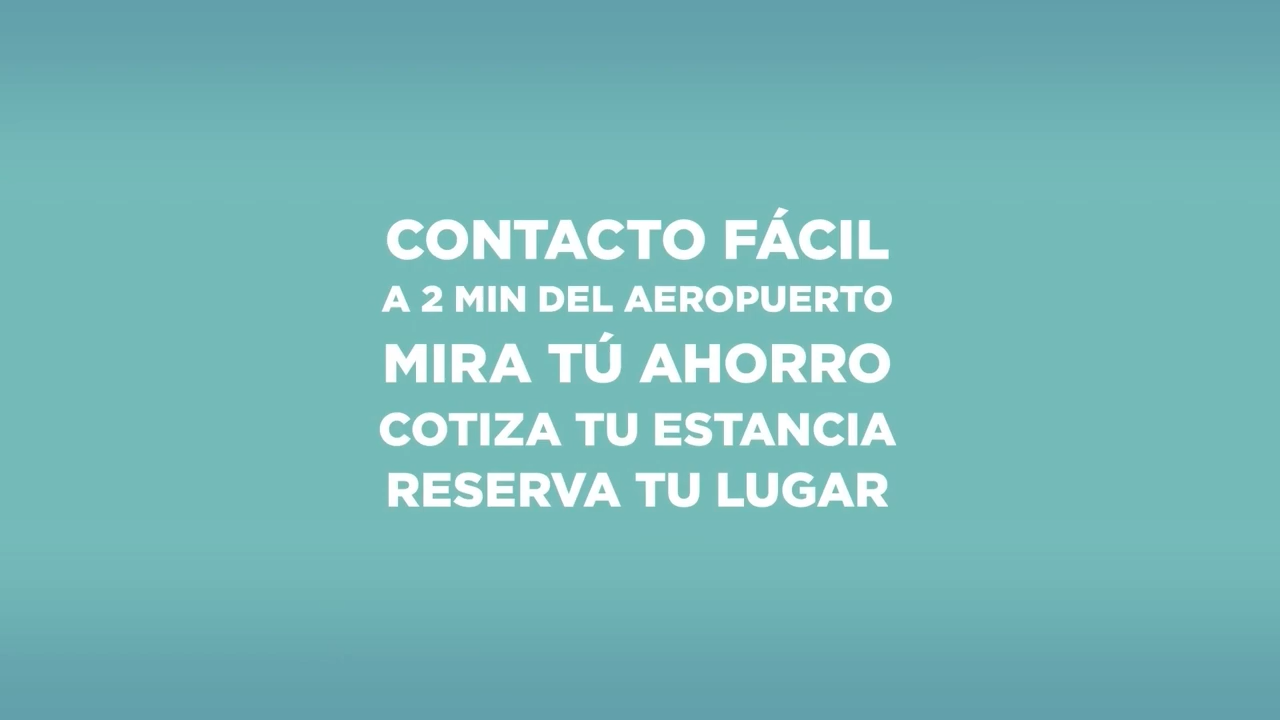 CONTACTO FÁCIL
A 2 MIN DEL AEROPUERTO
MIRA TÚ AHORRO
COTIZA TU ESTANCIA
RESERVA TU LUGAR